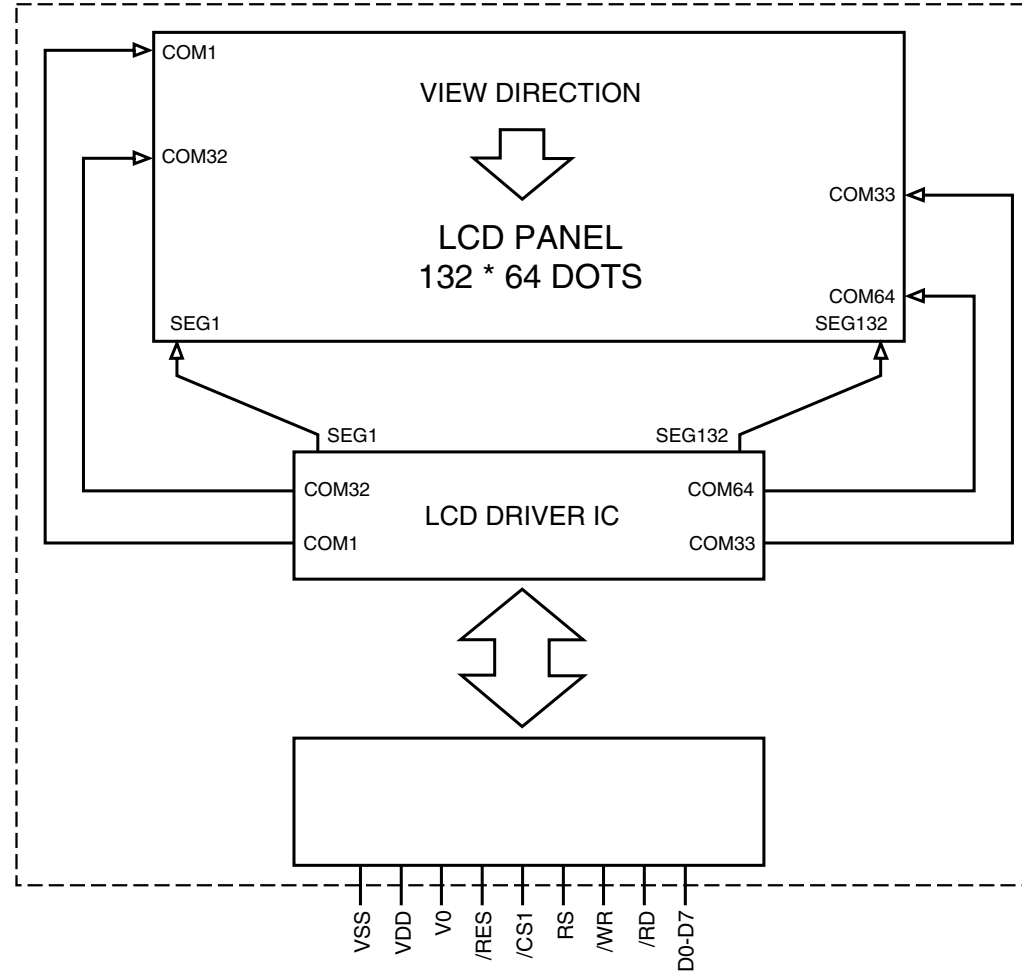 COM1
VIEW DIRECTION
COM32
COM33
LCD PANEL
132 * 64 DOTS
COM64
SEG1
SEG132
SEG1
SEG132
COM32
COM64
LCD DRIVER IC
COM1
COM33
VSS
VDD
V0
/RES
/CS1
RS
/WR
/RD
D0-D7